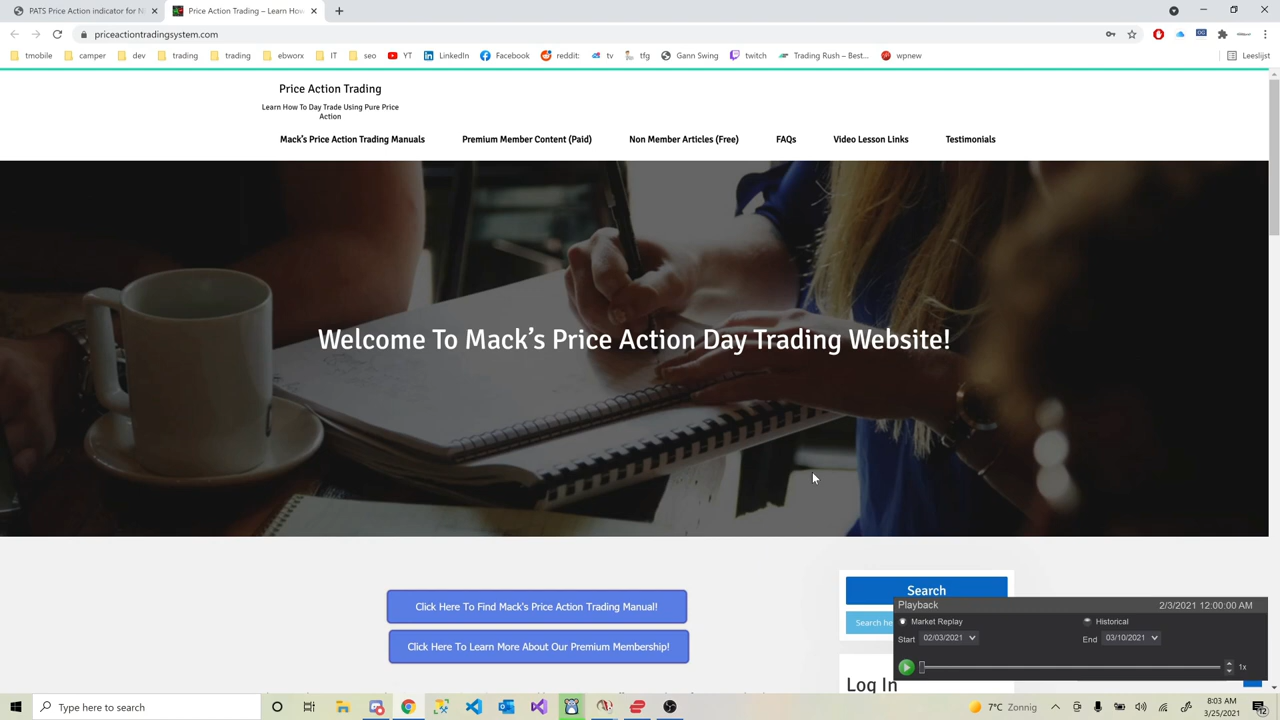 PATS Price Action indicator for N
Price Action Trading – Learn How
priceactiontradingsystem.com
tmobile camper dev trading trading ebworx IT seo YT LinkedIn Facebook reddit: tv tfg Gann Swing twitch Trading Rush – Best... wpnew Leeslijst
Price Action Trading
Learn How To Day Trade Using Pure Price
Action
Mack's Price Action Trading Manuals Premium Member Content (Paid) Non Member Articles (Free) FAQs Video Lesson Links Testimonials
Welcome To Mack's Price Action Day Trading Website!
Click Here To Find Mack's Price Action Trading Manual!
Click Here To Learn More About Our Premium Membership!
Search
Search he
Log In
Playback 2/3/2021 12:00:00 AM
Market Replay Historical
Start 02/03/2021 End 03/10/2021
1x
Type here to search
7°C Zonnig
8:03 AM
3/25/2021